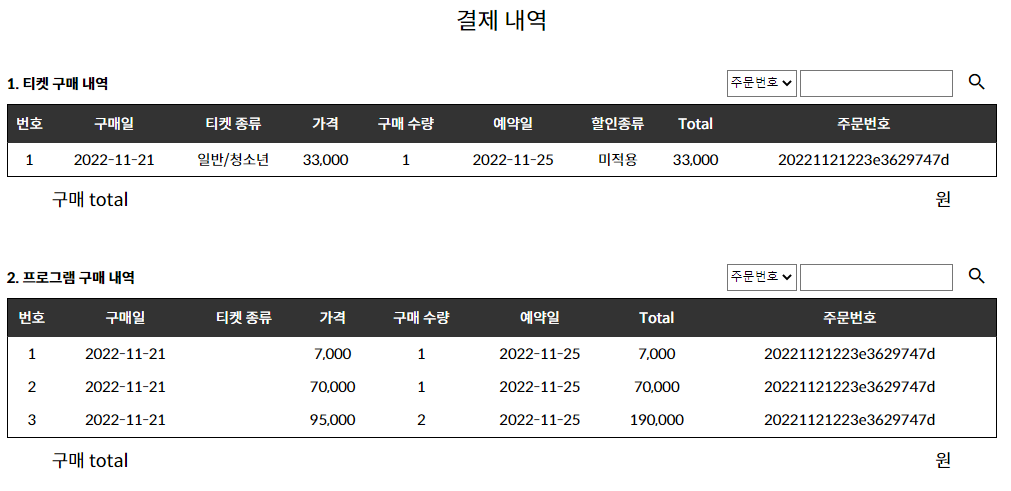 결제 내역
1. 티켓 구매 내역 주문번호
번호 구매일 티켓 종류 가격 구매 수량 예약일 할인종류 Total 주문번호
1 2022-11-21 일반/청소년 33,000 1 2022-11-25 미적용 33,000 20221121223e3629747d
구매 total 원
2. 프로그램 구매 내역 주문번호
번호 구매일 티켓 종류 가격 구매 수량 예약일 Total 주문번호
1 2022-11-21 7,000 1 2022-11-25 7,000 20221121223e3629747d
2 2022-11-21 70,000 1 2022-11-25 70,000 20221121223e3629747d
3 2022-11-21 95,000 2 2022-11-25 190,000 20221121223e3629747d
구매 total 원